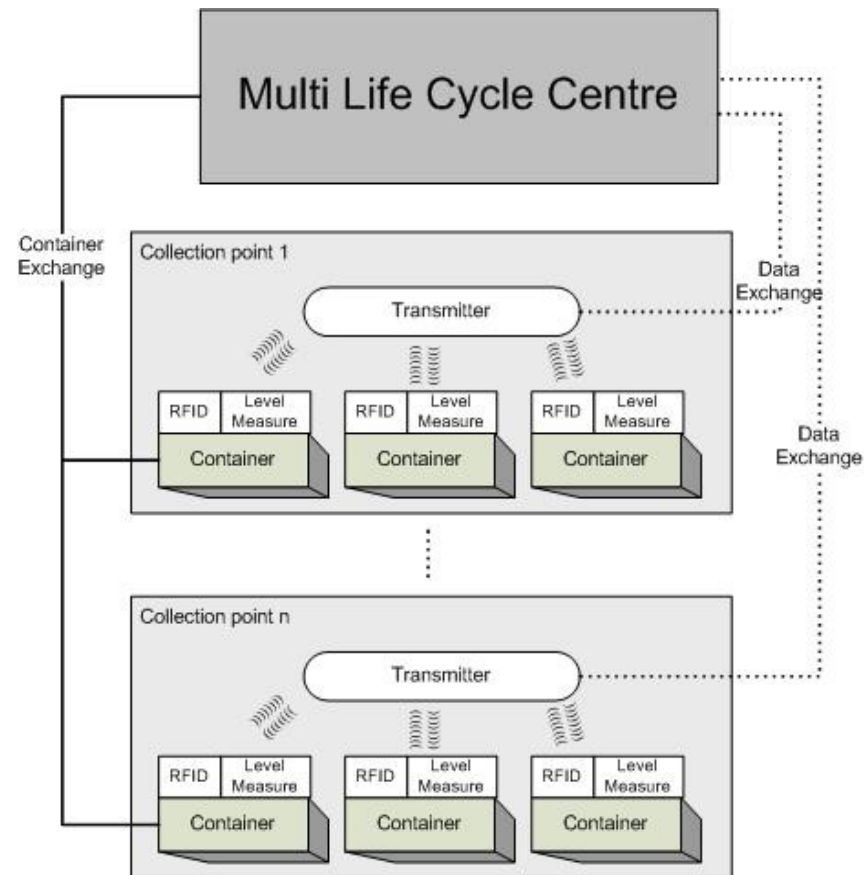 Multi Life Cycle Centre
Container
Exchange
Collection point 1
Transmitter
Data
Exchange
RFID
Level
Measure
Container
RFID
Level
Measure
Container
RFID
Level
Measure
Container
Data
Exchange
Collection point n
Transmitter
RFID
Level
Measure
Container
RFID
Level
Measure
Container
RFID
Level
Measure
Container